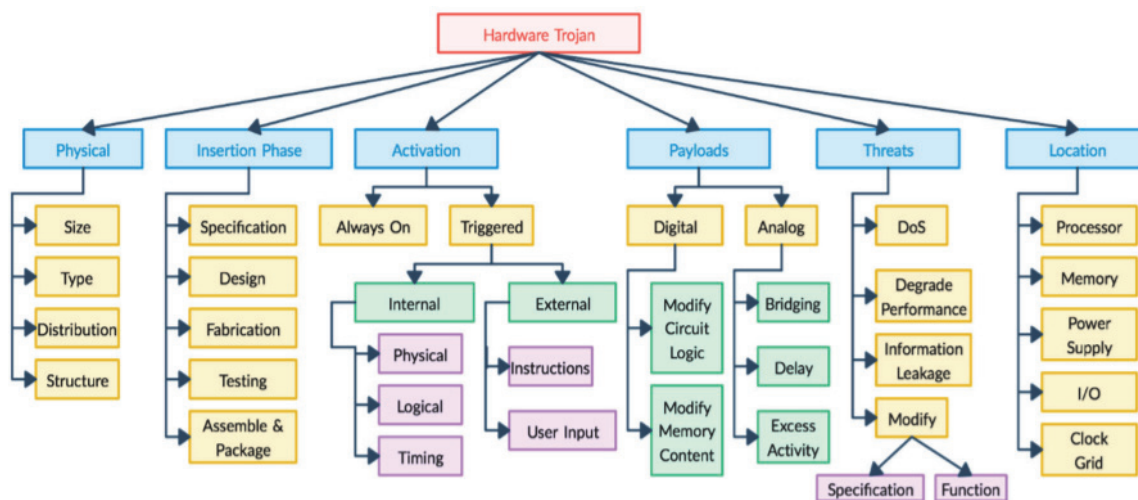 Hardware Trojan
Physical
Insertion Phase
Activation
Payloads
Threats
Location
Size
Type
Distribution
Structure
Specification
Design
Fabrication
Testing
Assemble &
Package
Always On
Triggered
Internal
External
Physical
Logical
Timing
Instructions
User Input
Digital
Analog
Modify
Circuit
Logic
Modify
Memory
Content
Bridging
Delay
Excess
Activity
DoS
Degrade
Performance
Information
Leakage
Modify
Specification
Function
Processor
Memory
Power
Supply
I/O
Clock
Grid